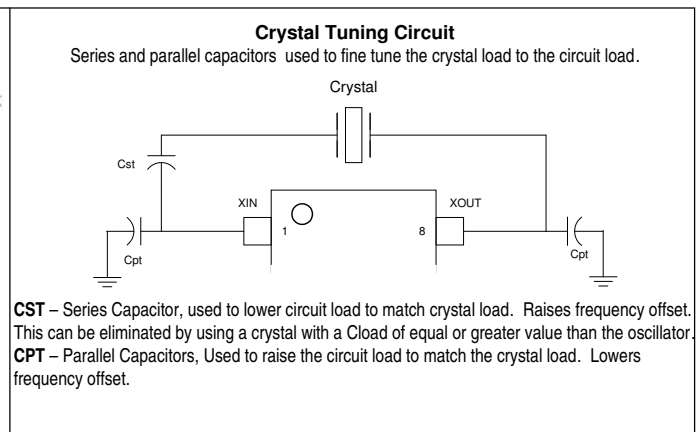 Crystal Tuning Circuit
Series and parallel capacitors used to fine tune the crystal load to the circuit load.
Crystal
Cst
XIN
XOUT
1
8
Cpt
Cpt
CST – Series Capacitor, used to lower circuit load to match crystal load. Raises frequency offset.
This can be eliminated by using a crystal with a Cload of equal or greater value than the oscillator.
CPT – Parallel Capacitors, Used to raise the circuit load to match the crystal load. Lowers
frequency offset.